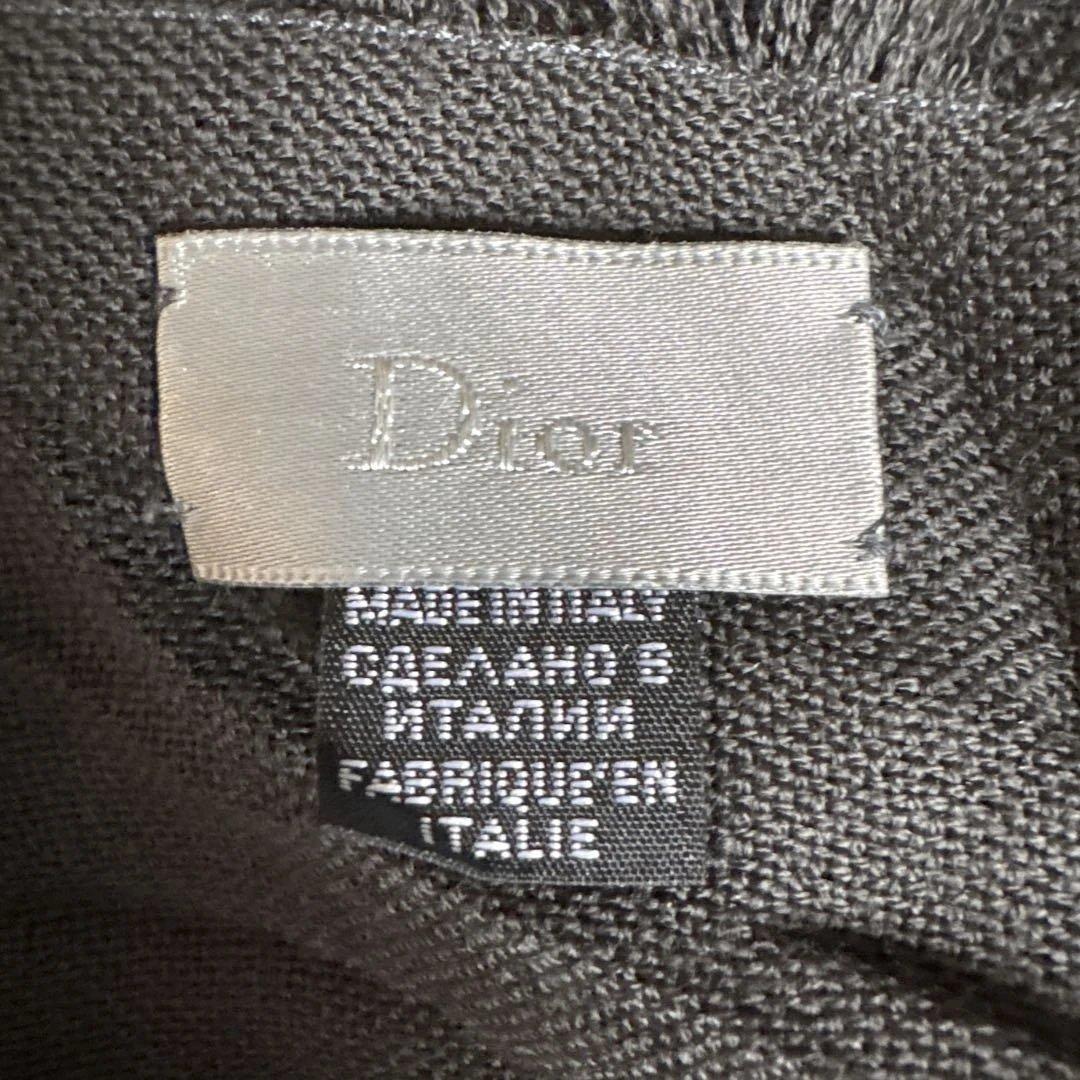 Dior
MADE IN ITALY
СДЕЛАНО В
ИТАЛИИ
FABRIQUE'EN
ITALIE